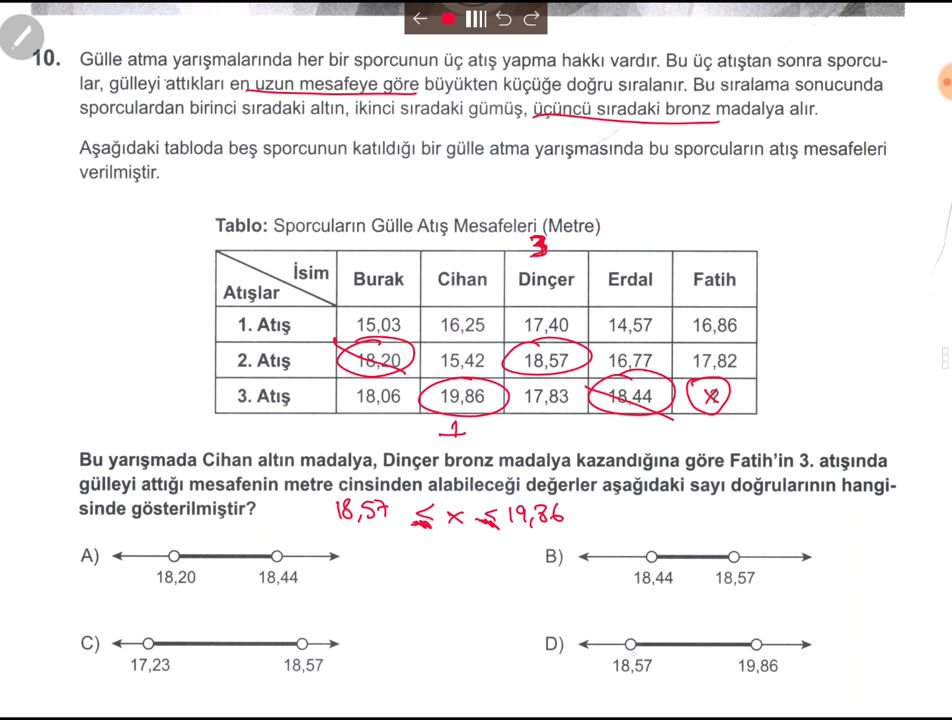 10. Gülle atma yarışmalarında her bir sporcunun üç atış yapma hakkı vardır. Bu üç atıştan sonra sporcu-
lar, gülleyi attıkları en uzun mesafeye göre büyükten küçüğe doğru sıralanır. Bu sıralama sonucunda
sporculardan birinci sıradaki altın, ikinci sıradaki gümüş, üçüncü sıradaki bronz madalya alır.
Aşağıdaki tabloda beş sporcunun katıldığı bir gülle atma yarışmasında bu sporcuların atış mesafeleri
verilmiştir.
Tablo: Sporcuların Gülle Atış Mesafeleri (Metre)
3
İsim Atışlar Burak Cihan Dinçer Erdal Fatih
1. Atış 15,03 16,25 17,40 14,57 16,86
2. Atış 18,20 15,42 18,57 16,77 17,82
3. Atış 18,06 19,86 17,83 18,44 x
1
Bu yarışmada Cihan altın madalya, Dinçer bronz madalya kazandığına göre Fatih'in 3. atışında
gülleyi attığı mesafenin metre cinsinden alabileceği değerler aşağıdaki sayı doğrularının hangi-
sinde gösterilmiştir?
18,57 ≤ x ≤ 19,86
A) B)
18,20 18,44 18,44 18,57
C) D)
17,23 18,57 18,57 19,86